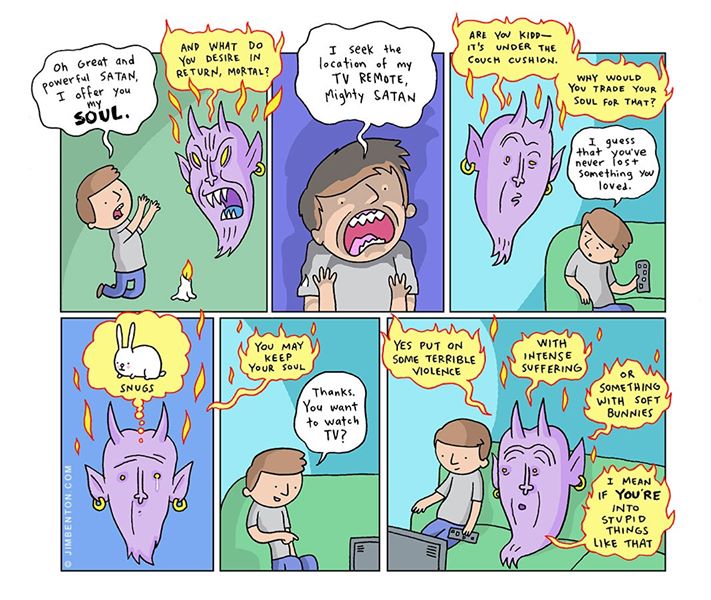 Oh Great and
powerful SATAN,
I offer you
my
SOUL.
AND WHAT DO
YOU DESIRE IN
RETURN, MORTAL?
I seek the
location of my
TV REMOTE,
Mighty SATAN
ARE YOU KIDD—
IT'S UNDER THE
COUCH CUSHION.
WHY WOULD
YOU TRADE YOUR
SOUL FOR THAT?
I guess
that you've
never lost
something you
loved.
SNUGS
YOU MAY
KEEP
YOUR SOUL
Thanks.
You want
to watch
TV?
YES PUT ON
SOME TERRIBLE
VIOLENCE
WITH
INTENSE
SUFFERING
OR
SOMETHING
WITH SOFT
BUNNIES
I MEAN
IF YOU'RE
INTO
STUPID
THINGS
LIKE THAT
© JIMBENTON.COM